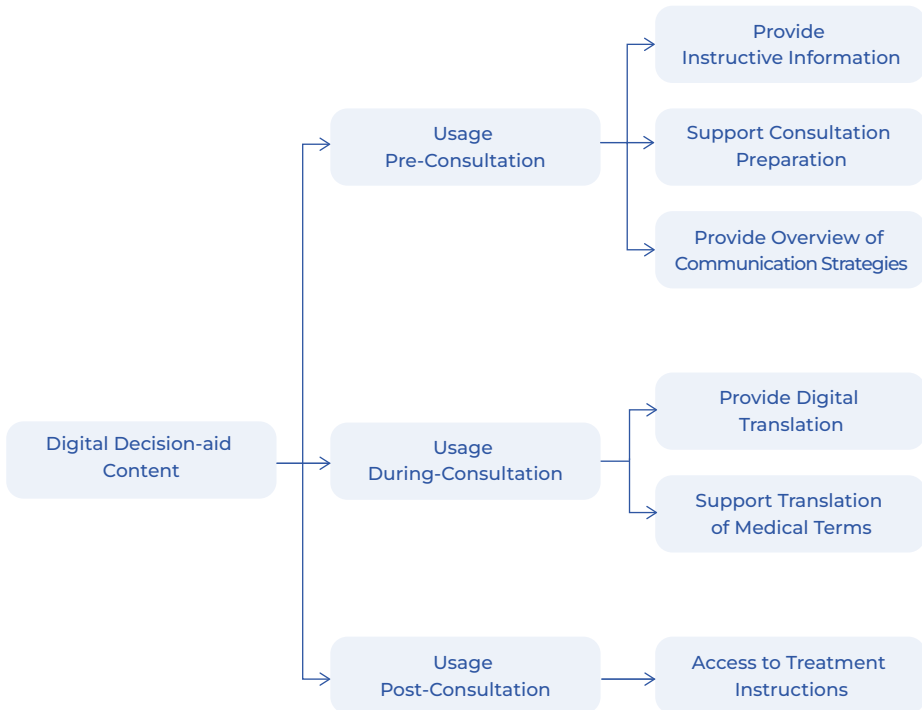 Digital Decision-aid
Content
Usage
Pre-Consultation
Provide
Instructive Information
Support Consultation
Preparation
Provide Overview of
Communication Strategies
Usage
During-Consultation
Provide Digital
Translation
Support Translation
of Medical Terms
Usage
Post-Consultation
Access to Treatment
Instructions